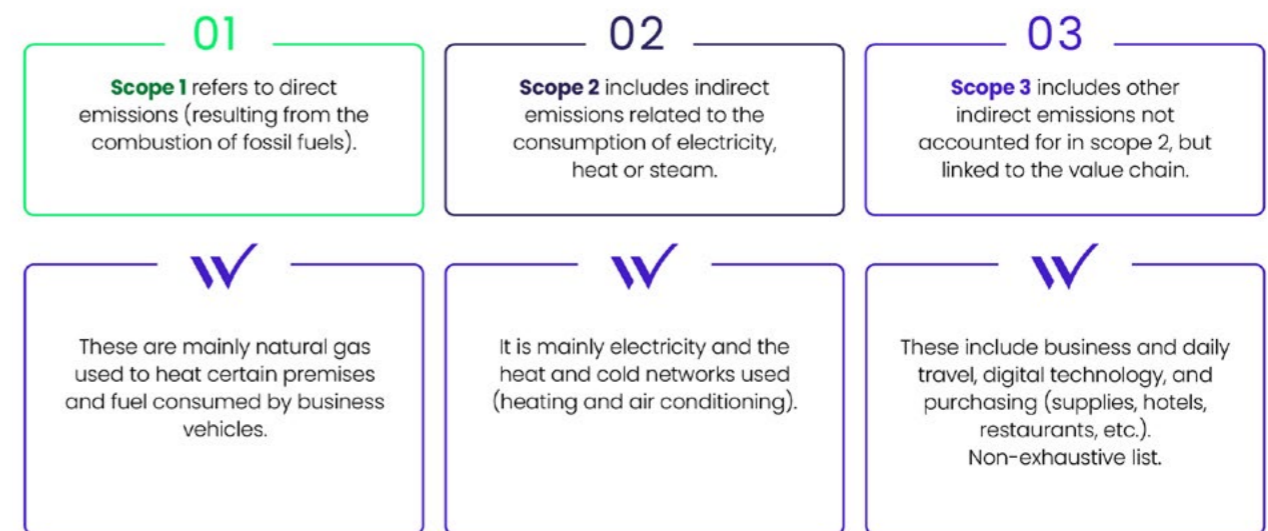 01
Scope 1 refers to direct
emissions (resulting from the
combustion of fossil fuels).
02
Scope 2 includes indirect
emissions related to the
consumption of electricity,
heat or steam.
03
Scope 3 includes other
indirect emissions not
accounted for in scope 2, but
linked to the value chain.
These are mainly natural gas
used to heat certain premises
and fuel consumed by business
vehicles.
It is mainly electricity and the
heat and cold networks used
(heating and air conditioning).
These include business and daily
travel, digital technology, and
purchasing (supplies, hotels,
restaurants, etc.).
Non-exhaustive list.